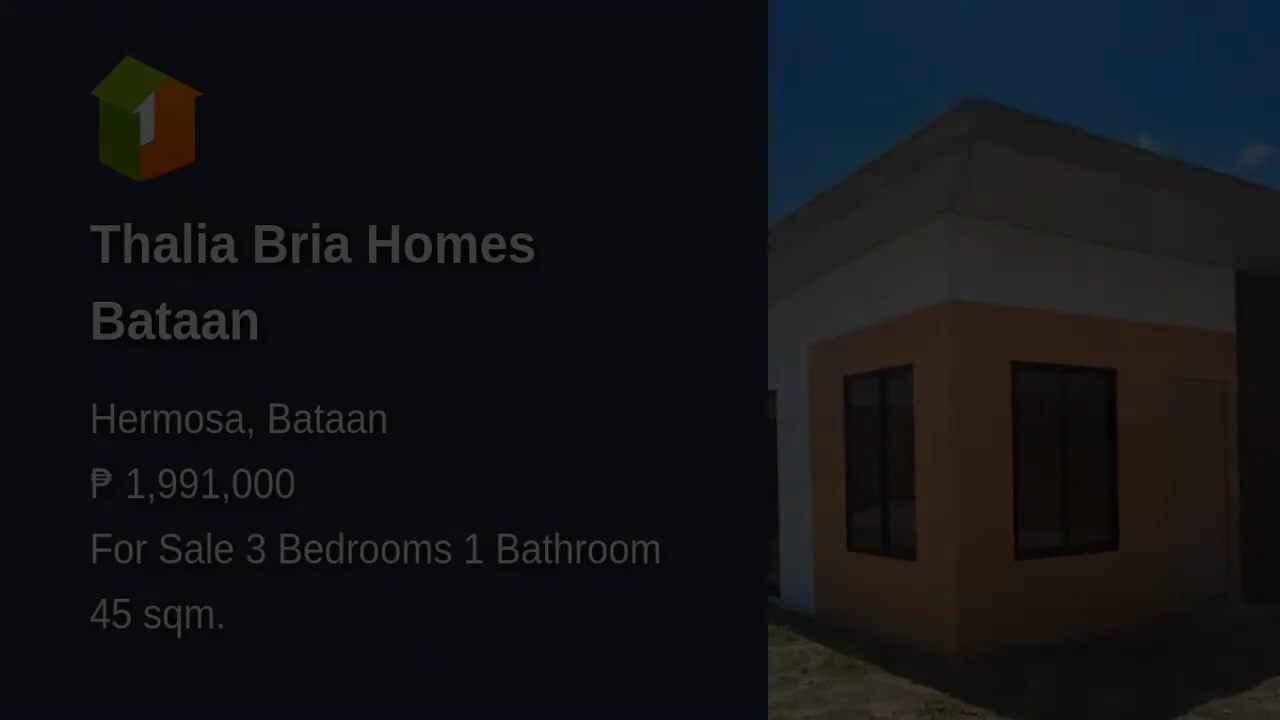 Thalia Bria Homes
Bataan
Hermosa, Bataan
₱ 1,991,000
For Sale 3 Bedrooms 1 Bathroom
45 sqm.